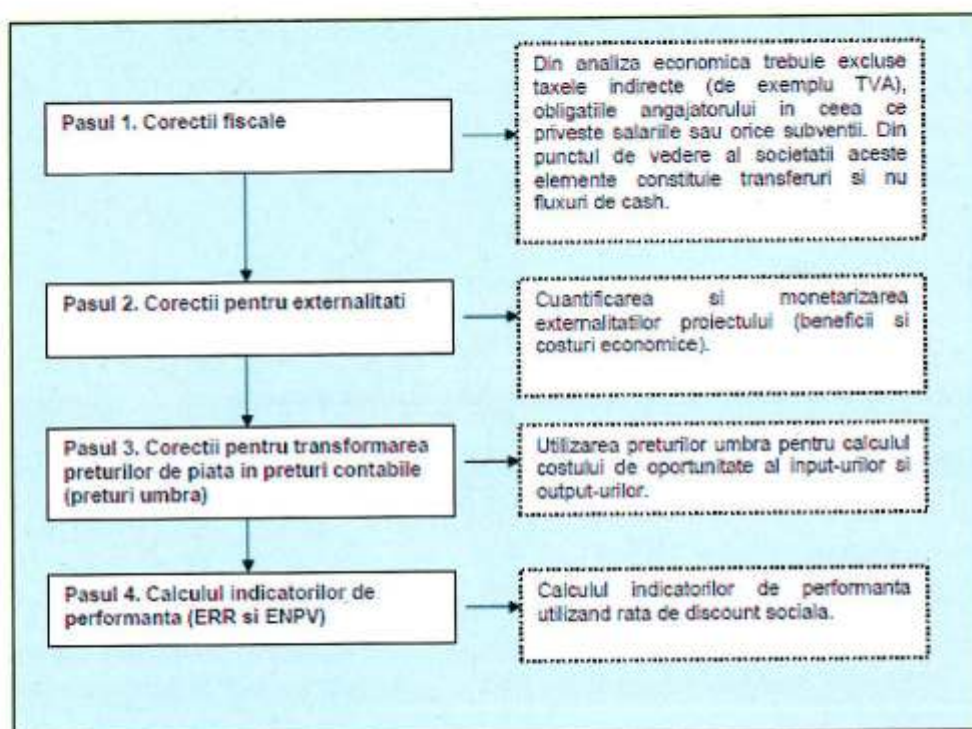 Pasul 1. Corectii fiscale
Din analiza economica trebuie excluse
taxele indirecte (de exemplu TVA),
obligatiile angajatorului in ceea ce
priveste salariile sau orice subventii. Din
punctul de vedere al societatii aceste
elemente constituie transferuri si nu
fluxuri de cash.
Pasul 2. Corectii pentru externalitati
Cuantificarea si monetarizarea
externalitatilor proiectului (beneficii si
costuri economice).
Pasul 3. Corectii pentru transformarea
preturilor de piata in preturi contabile
(preturi umbra)
Utilizarea preturilor umbra pentru calculul
costului de oportunitate al input-urilor si
output-urilor.
Pasul 4. Calculul indicatorilor de
performanta (ERR si ENPV)
Calculul indicatorilor de performanta
utilizand rata de discount sociala.